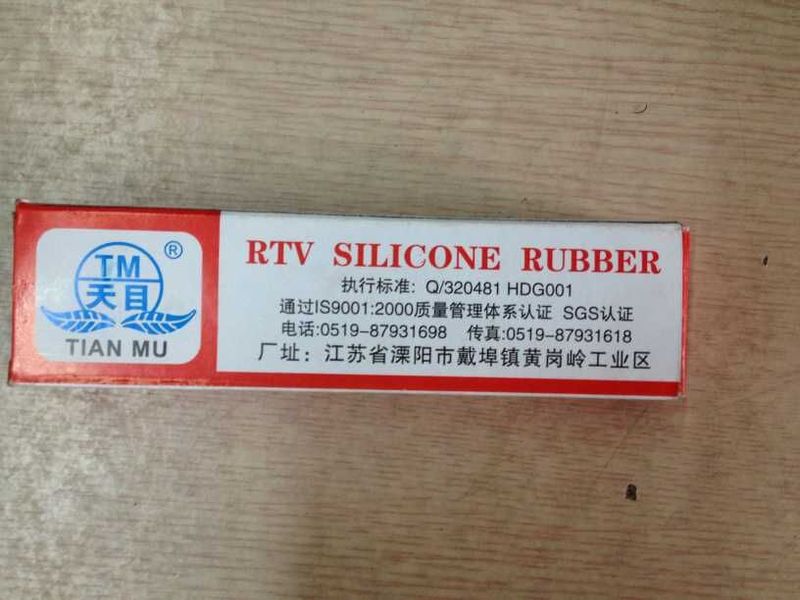 TM
天目
®
TIAN MU
RTV SILICONE RUBBER
执行标准: Q/320481 HDG001
通过IS9001:2000质量管理体系认证 SGS认证
电话:0519-87931698 传真:0519-87931618
厂址：江苏省溧阳市戴埠镇黄岗岭工业区